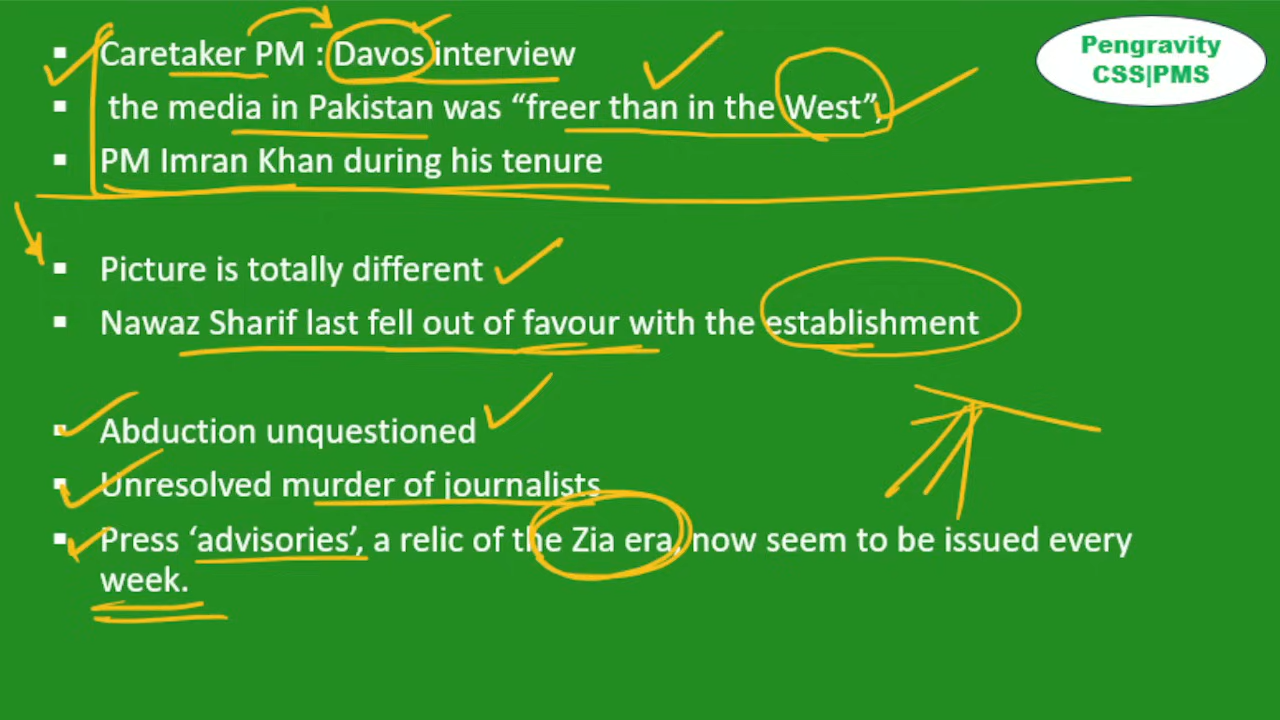 Pengravity
CSS|PMS
▪ Caretaker PM : Davos interview
▪ the media in Pakistan was “freer than in the West”,
▪ PM Imran Khan during his tenure
▪ Picture is totally different
▪ Nawaz Sharif last fell out of favour with the establishment
▪ Abduction unquestioned
▪ Unresolved murder of journalists
▪ Press ‘advisories’, a relic of the Zia era, now seem to be issued every
week.